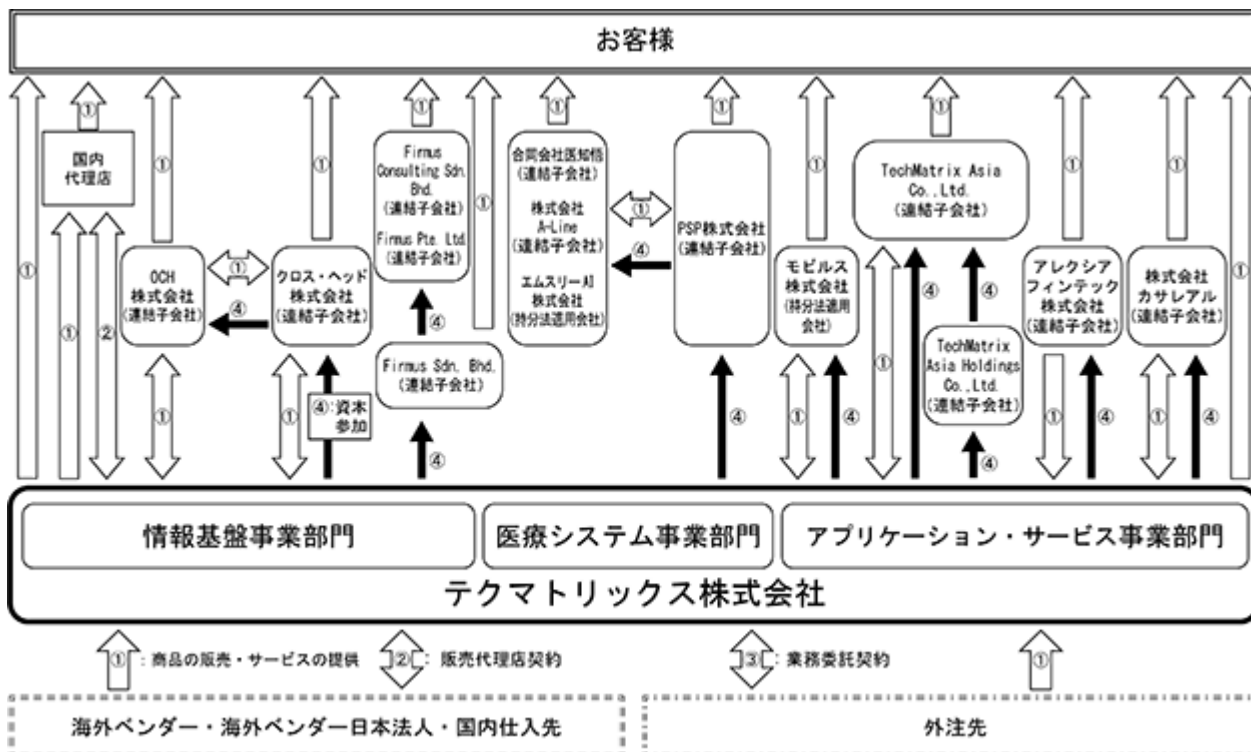 お客様
①
①
国内
代理店
①
②
①
OCH
株式会社
(連結子会社)
①
①
④
①
クロス・ヘッド
株式会社
(連結子会社)
①
④:資本
参加
①
Firmus
Consulting Sdn.
Bhd.
(連結子会社)
Firmus Pte. Ltd.
(連結子会社)
④
Firmus Sdn. Bhd.
(連結子会社)
④
①
①
合同会社医知悟
(連結子会社)
株式会社
A-Line
(連結子会社)
エムスリーAI
株式会社
(持分法適用会社)
①
④
①
PSP株式会社
(連結子会社)
④
①
モビルス
株式会社
(持分法適用
会社)
①
④
①
TechMatrix Asia
Co.,Ltd.
(連結子会社)
①
④
④
TechMatrix
Asia Holdings
Co.,Ltd.
(連結子会社)
④
①
アレクシア
フィンテック
株式会社
(連結子会社)
①
④
①
株式会社
カサレアル
(連結子会社)
①
④
①
情報基盤事業部門
医療システム事業部門
アプリケーション・サービス事業部門
テクマトリックス株式会社
①:商品の販売・サービスの提供
②:販売代理店契約
③:業務委託契約
①
海外ベンダー・海外ベンダー日本法人・国内仕入先
外注先